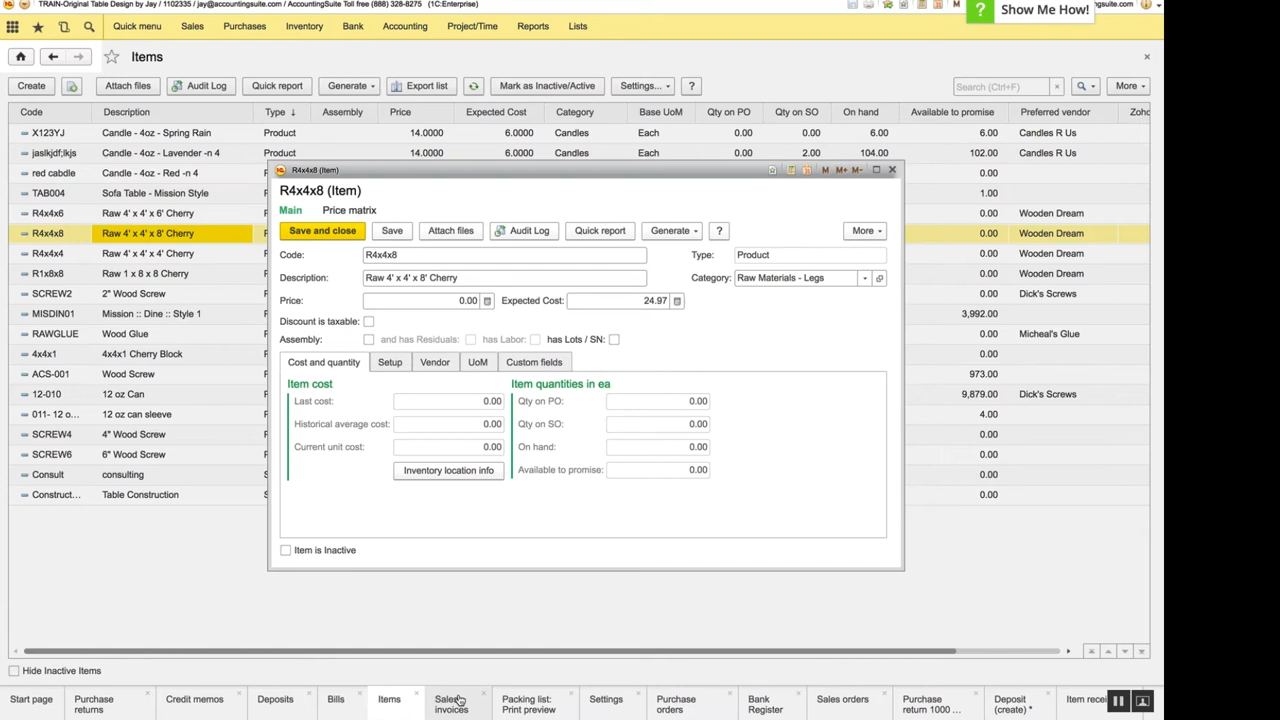 TRAIN-Original Table Design by Jay / 1102335 / jay@accountingsuite.com / AccountingSuite Toll free (888) 328-8275 (1C:Enterprise)
Show Me How!
Quick menu Sales Purchases Inventory Bank Accounting Project/Time Reports Lists
Items
Create Attach files Audit Log Quick report Generate Export list Mark as Inactive/Active Settings... ? Search (Ctrl+F) More
Code Description Type Assembly Price Expected Cost Category Base UoM Qty on PO Qty on SO On hand Available to promise Preferred vendor Zoho
X123YJ Candle - 4oz - Spring Rain Product 14.0000 6.0000 Candles Each 0.00 0.00 6.00 6.00 Candles R Us
jaslkjdf;lkjs Candle - 4oz - Lavender -n 4 Product 14.0000 6.0000 Candles Each 0.00 2.00 104.00 102.00 Candles R Us
red cabdle Candle - 4oz - Red -n 4 0.00
TAB004 Sofa Table - Mission Style 1.00
R4x4x6 Raw 4' x 4' x 6' Cherry 0.00 Wooden Dream
R4x4x8 Raw 4' x 4' x 8' Cherry 0.00 Wooden Dream
R4x4x4 Raw 4' x 4' x 4' Cherry 0.00 Wooden Dream
R1x8x8 Raw 1 x 8 x 8 Cherry 0.00 Wooden Dream
SCREW2 2" Wood Screw 0.00 Dick's Screws
MISDIN01 Mission :: Dine :: Style 1 3,992.00
RAWGLUE Wood Glue 0.00 Micheal's Glue
4x4x1 4x4x1 Cherry Block 0.00
ACS-001 Wood Screw 973.00
12-010 12 oz Can 9,879.00 Dick's Screws
011- 12 o... 12 oz can sleeve 4.00
SCREW4 4" Wood Screw 0.00
SCREW6 6" Wood Screw 0.00
Consult consulting 0.00
Construct... Table Construction 0.00
R4x4x8 (Item) M M+ M-
R4x4x8 (Item)
Main Price matrix
Save and close Save Attach files Audit Log Quick report Generate ? More
Code: R4x4x8 Type: Product
Description: Raw 4' x 4' x 8' Cherry Category: Raw Materials - Legs
Price: 0.00 Expected Cost: 24.97
Discount is taxable:
Assembly: and has Residuals: has Labor: has Lots / SN:
Cost and quantity Setup Vendor UoM Custom fields
Item cost Item quantities in ea
Last cost: 0.00 Qty on PO: 0.00
Historical average cost: 0.00 Qty on SO: 0.00
Current unit cost: 0.00 On hand: 0.00
Inventory location info Available to promise: 0.00
Item is Inactive
Hide Inactive Items
Start page Purchase returns Credit memos Deposits Bills Items Sales invoices Packing list: Print preview Settings Purchase orders Bank Register Sales orders Purchase return 1000 ... Deposit (create) * Item recei